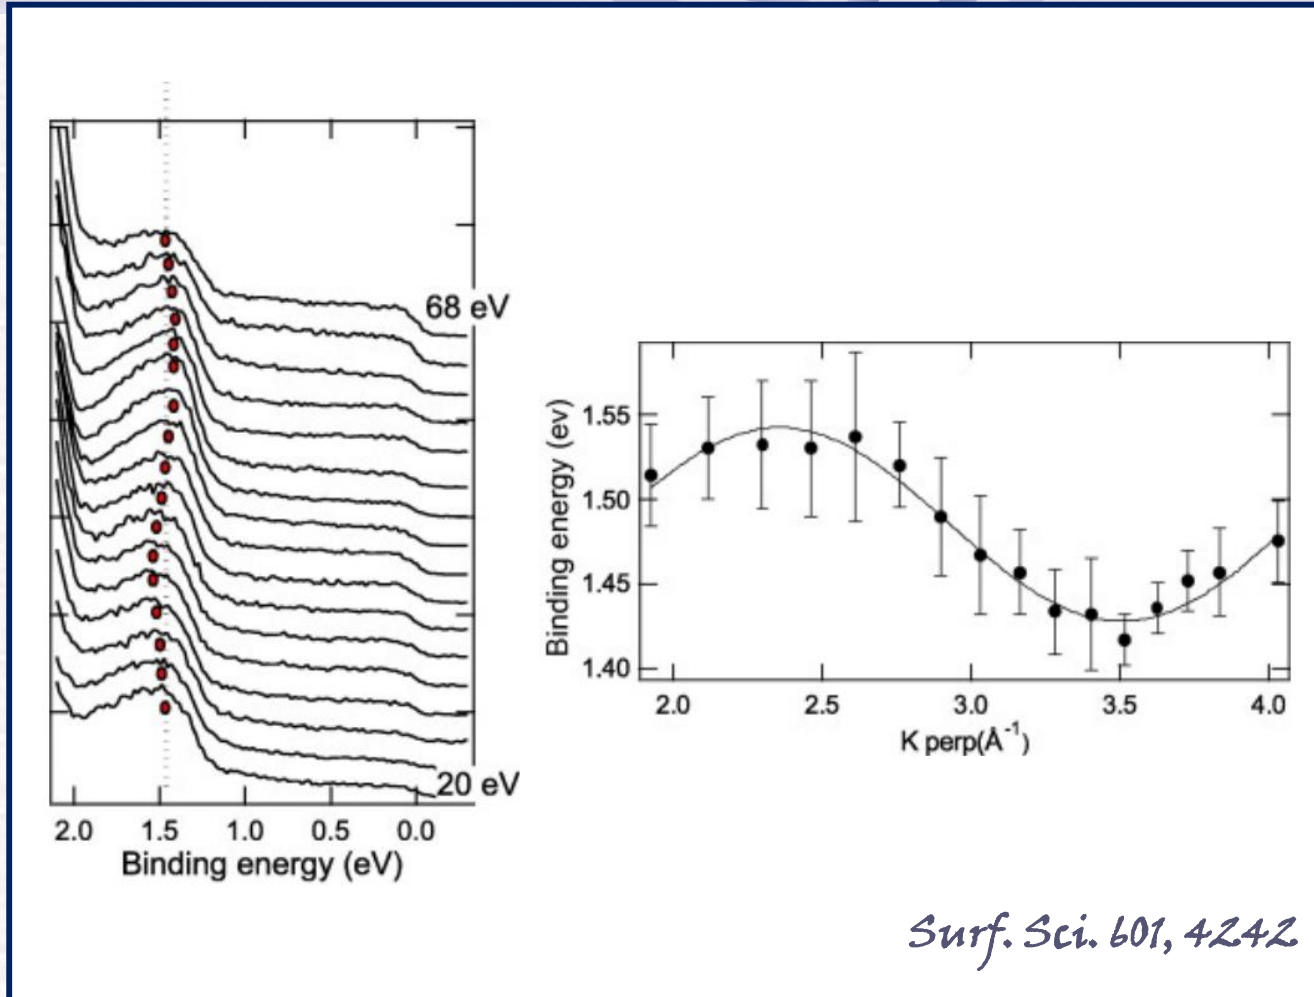 68 eV
20 eV
2.0 1.5 1.0 0.5 0.0
Binding energy (eV)
Binding energy (ev)
1.55
1.50
1.45
1.40
2.0 2.5 3.0 3.5 4.0
K perp(Å⁻¹)
Surf. Sci. 601, 4242